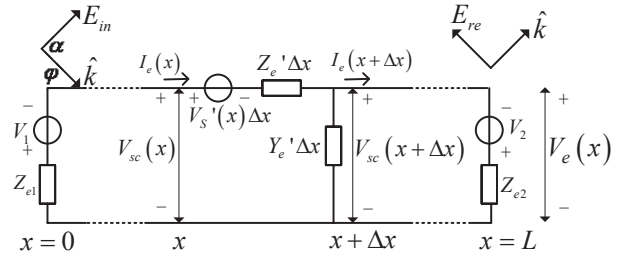 E_in
α
φ
k̂
E_re
k̂
I_e(x)
Z_e'Δx
I_e(x+Δx)
− + + − + + − +
V_1
V_S'(x)Δx
V_2
+ +
V_sc(x)
Y_e'Δx
V_sc(x+Δx)
V_e(x)
Z_e1
Z_e2
− − −
x=0
x
x+Δx
x=L